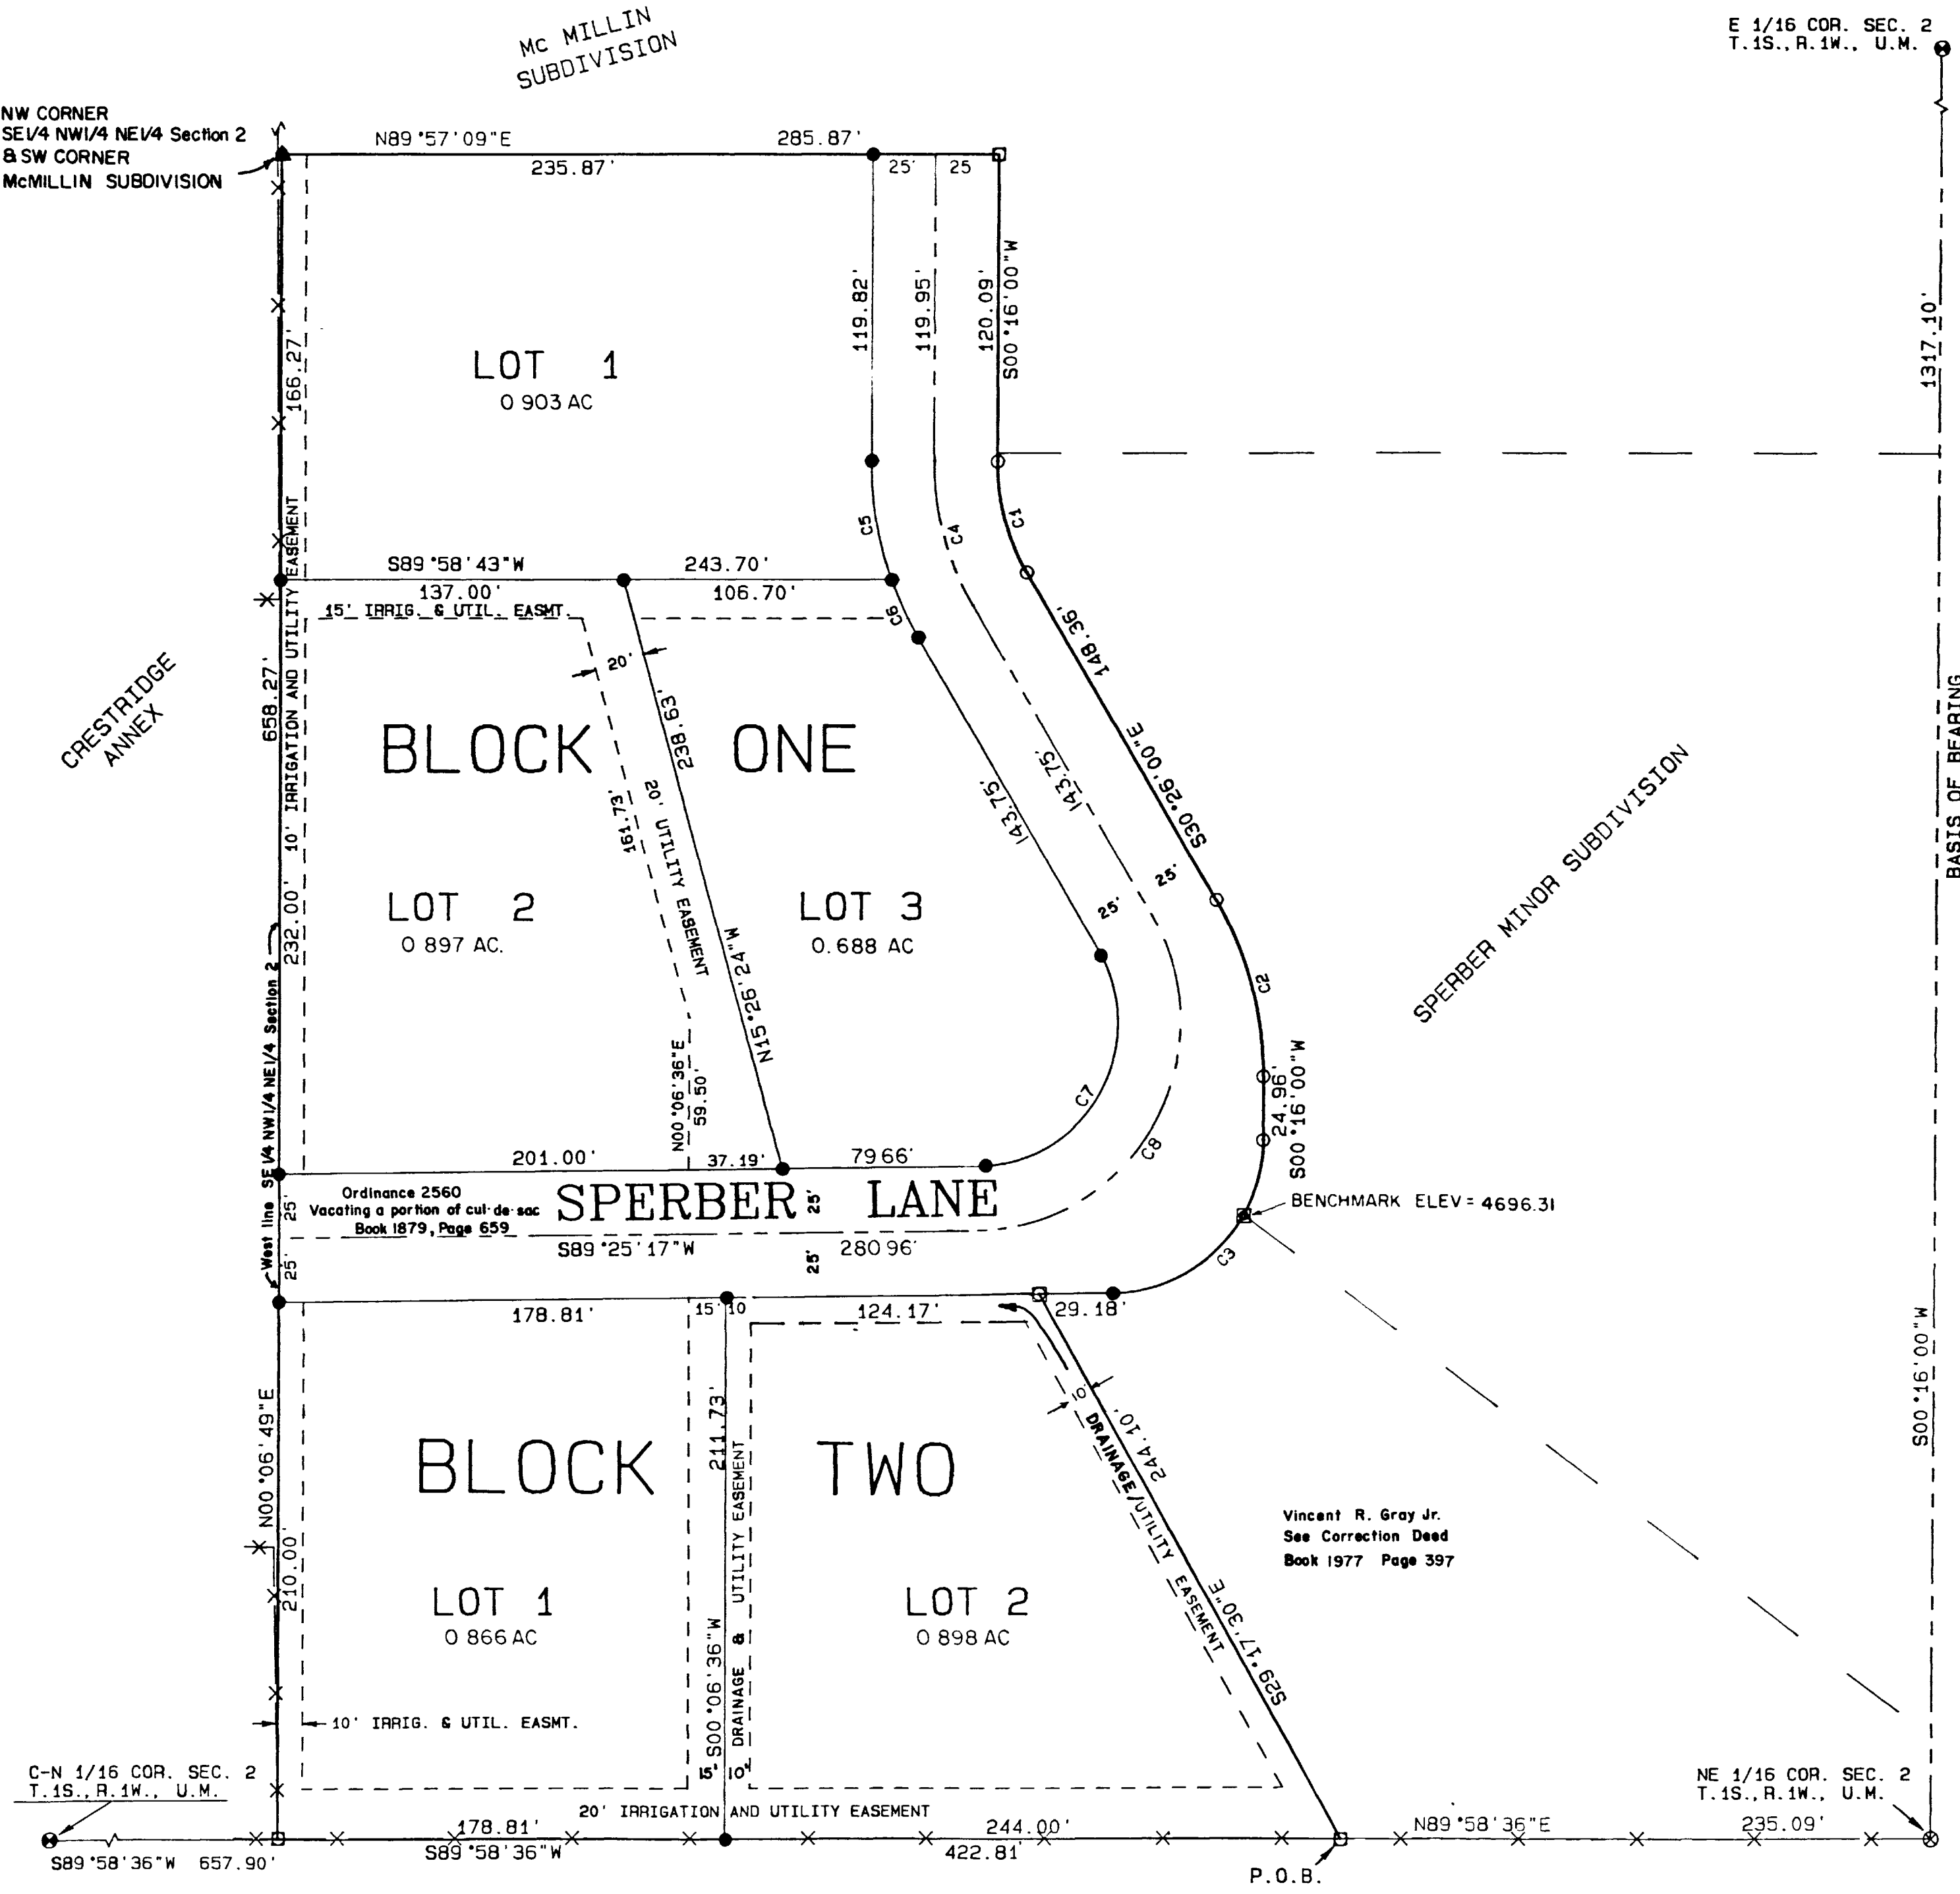 Mc MILLIN
SUBDIVISION
E 1/16 COR. SEC. 2
T.1S., R.1W., U.M.
NW CORNER
SE1/4 NW1/4 NE1/4 Section 2
& SW CORNER
McMILLIN SUBDIVISION
N89°57'09"E
285.87'
235.87'
25'
25
119.82'
119.95'
120.09'
S00°16'00"W
1317.10'
166.27'
LOT 1
0 903 AC
C5
C4
C1
S89°58'43"W
243.70'
137.00'
106.70'
15' IRRIG. & UTIL. EASMT.
C6
148.36'
S30°26'00"E
20'
658.27'
10' IRRIGATION AND UTILITY EASEMENT
CRESTRIDGE
ANNEX
238.63'
BLOCK ONE
143.75'
143.75'
161.73'
20' UTILITY EASEMENT
N15°26'24"W
BASIS OF BEARING
SPERBER MINOR SUBDIVISION
LOT 2
0 897 AC.
LOT 3
0.688 AC
25'
25'
232.00'
C2
West line SE1/4 NW1/4 NE1/4 Section 2
N00°06'36"E
59.50'
C7
C8
24.96'
S00°16'00"W
201.00'
37.19'
79 66'
Ordinance 2560
Vacating a portion of cul-de-sac
Book 1879, Page 659
SPERBER LANE
25'
25'
25'
25'
S89°25'17"W
280 96'
BENCHMARK ELEV = 4696.31
C3
178.81'
15'
10
124.17'
29.18'
S00°16'00"W
N00°06'49"E
211.73'
10'
244.10'
DRAINAGE/UTILITY EASEMENT
S29°17'30"E
BLOCK TWO
Vincent R. Gray Jr.
See Correction Deed
Book 1977 Page 397
210.00'
LOT 1
0 866 AC
LOT 2
0 898 AC
S00°06'36"W
DRAINAGE & UTILITY EASEMENT
10' IRRIG. & UTIL. EASMT.
15'
10'
C-N 1/16 COR. SEC. 2
T.1S., R.1W., U.M.
NE 1/16 COR. SEC. 2
T.1S., R.1W., U.M.
20' IRRIGATION AND UTILITY EASEMENT
178.81'
244.00'
N89°58'36"E
235.09'
S89°58'36"W 657.90'
S89°58'36"W
422.81'
P.O.B.